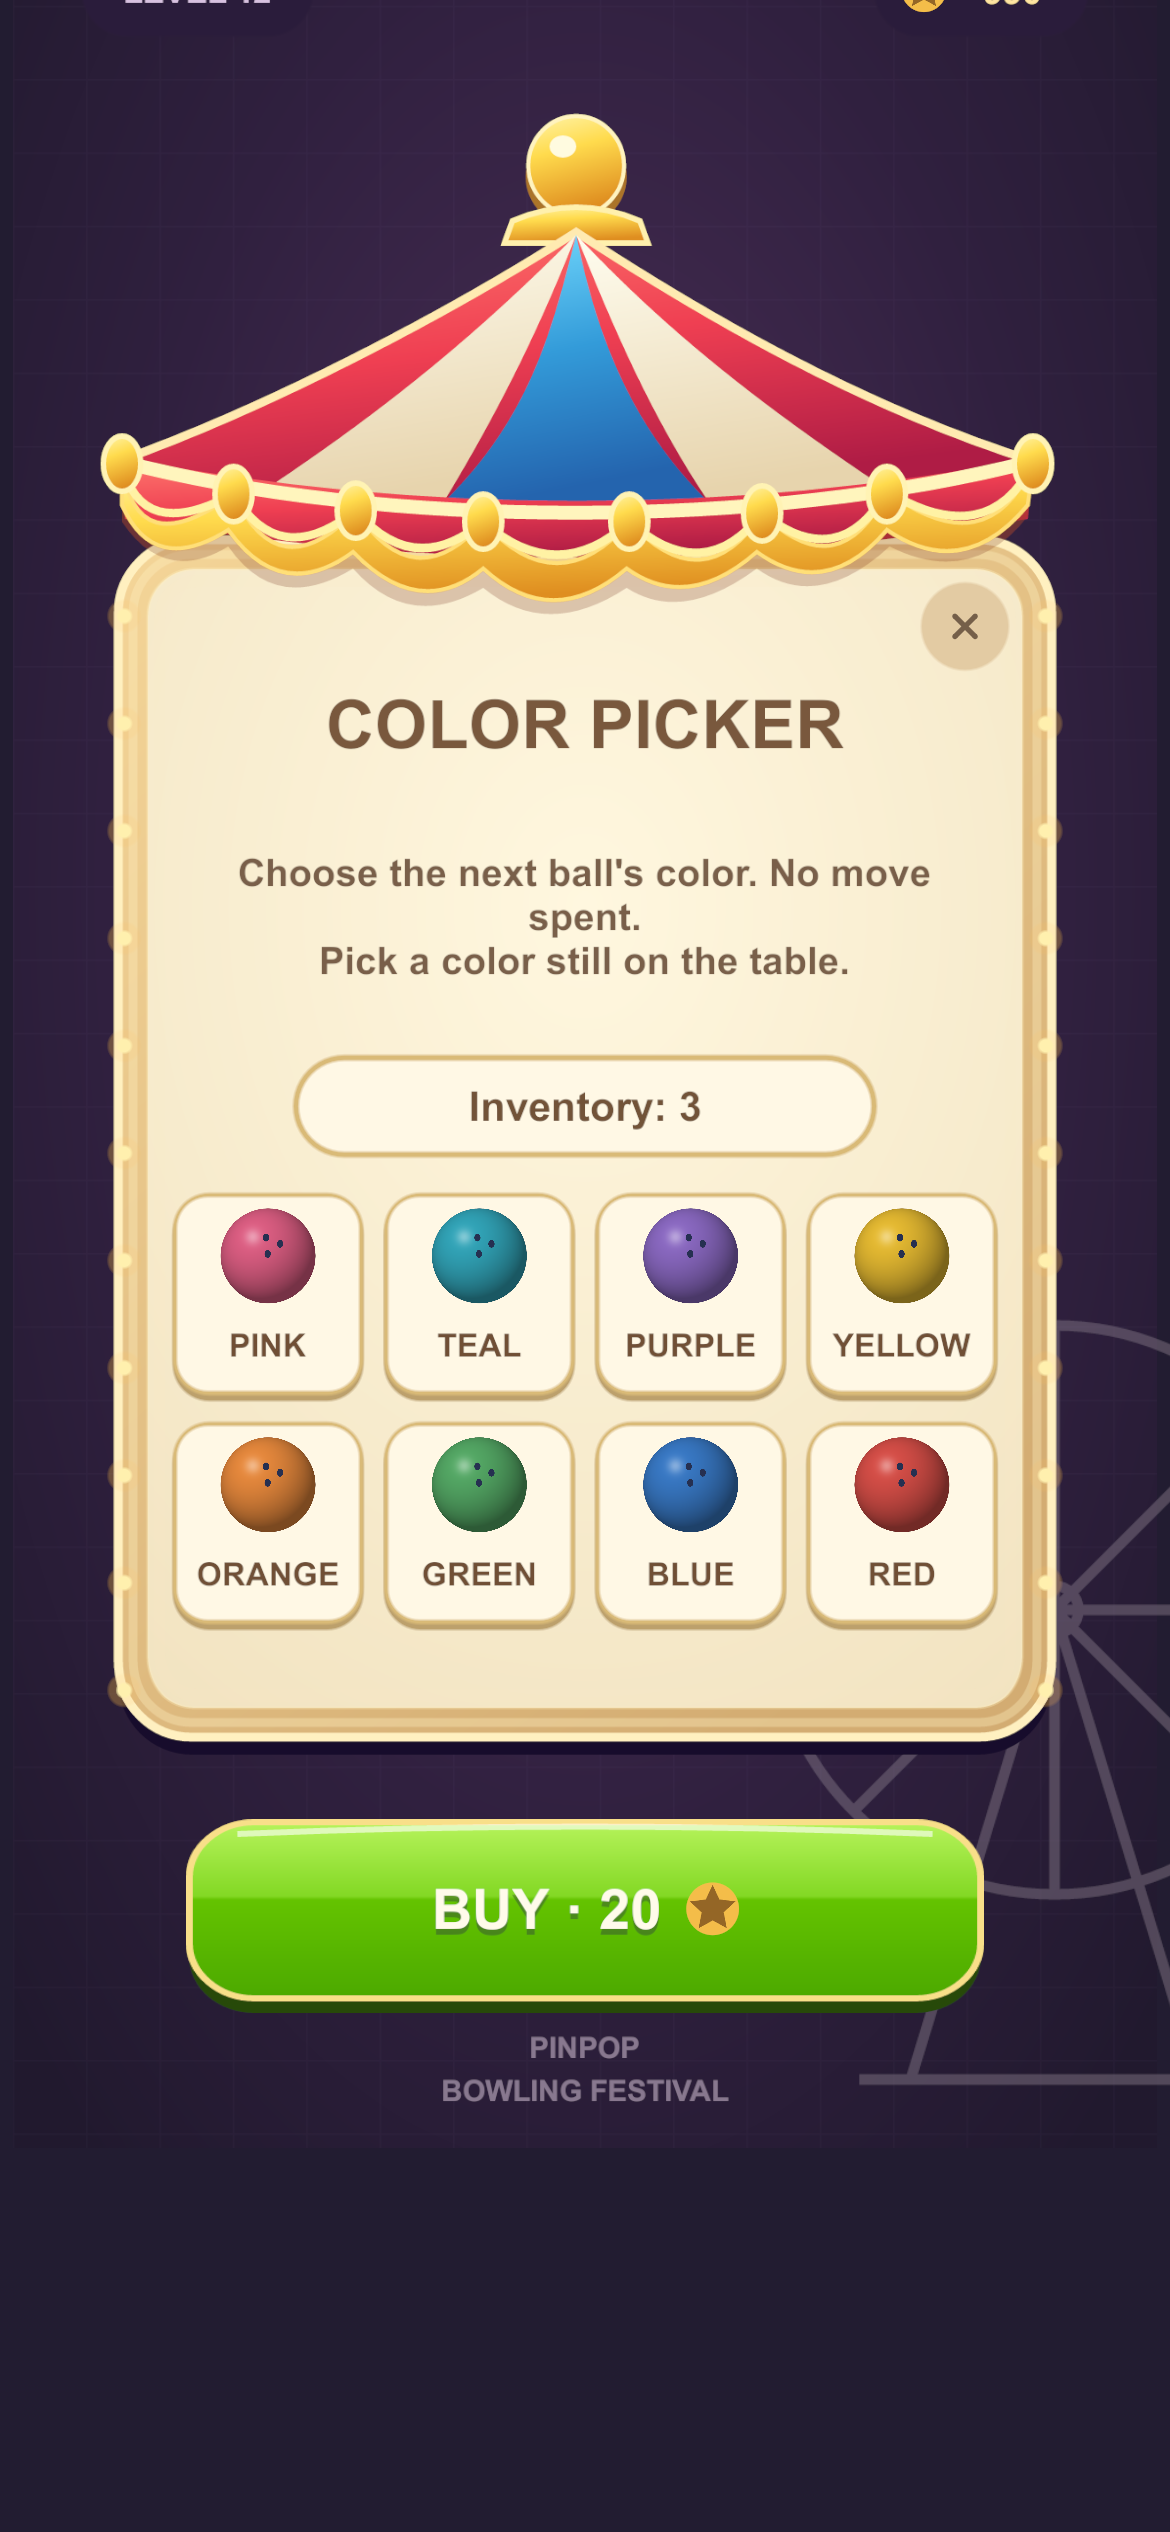 COLOR PICKER
Choose the next ball's color. No move
spent.
Pick a color still on the table.
Inventory: 3
PINK TEAL PURPLE YELLOW
ORANGE GREEN BLUE RED
BUY · 20
PINPOP
BOWLING FESTIVAL